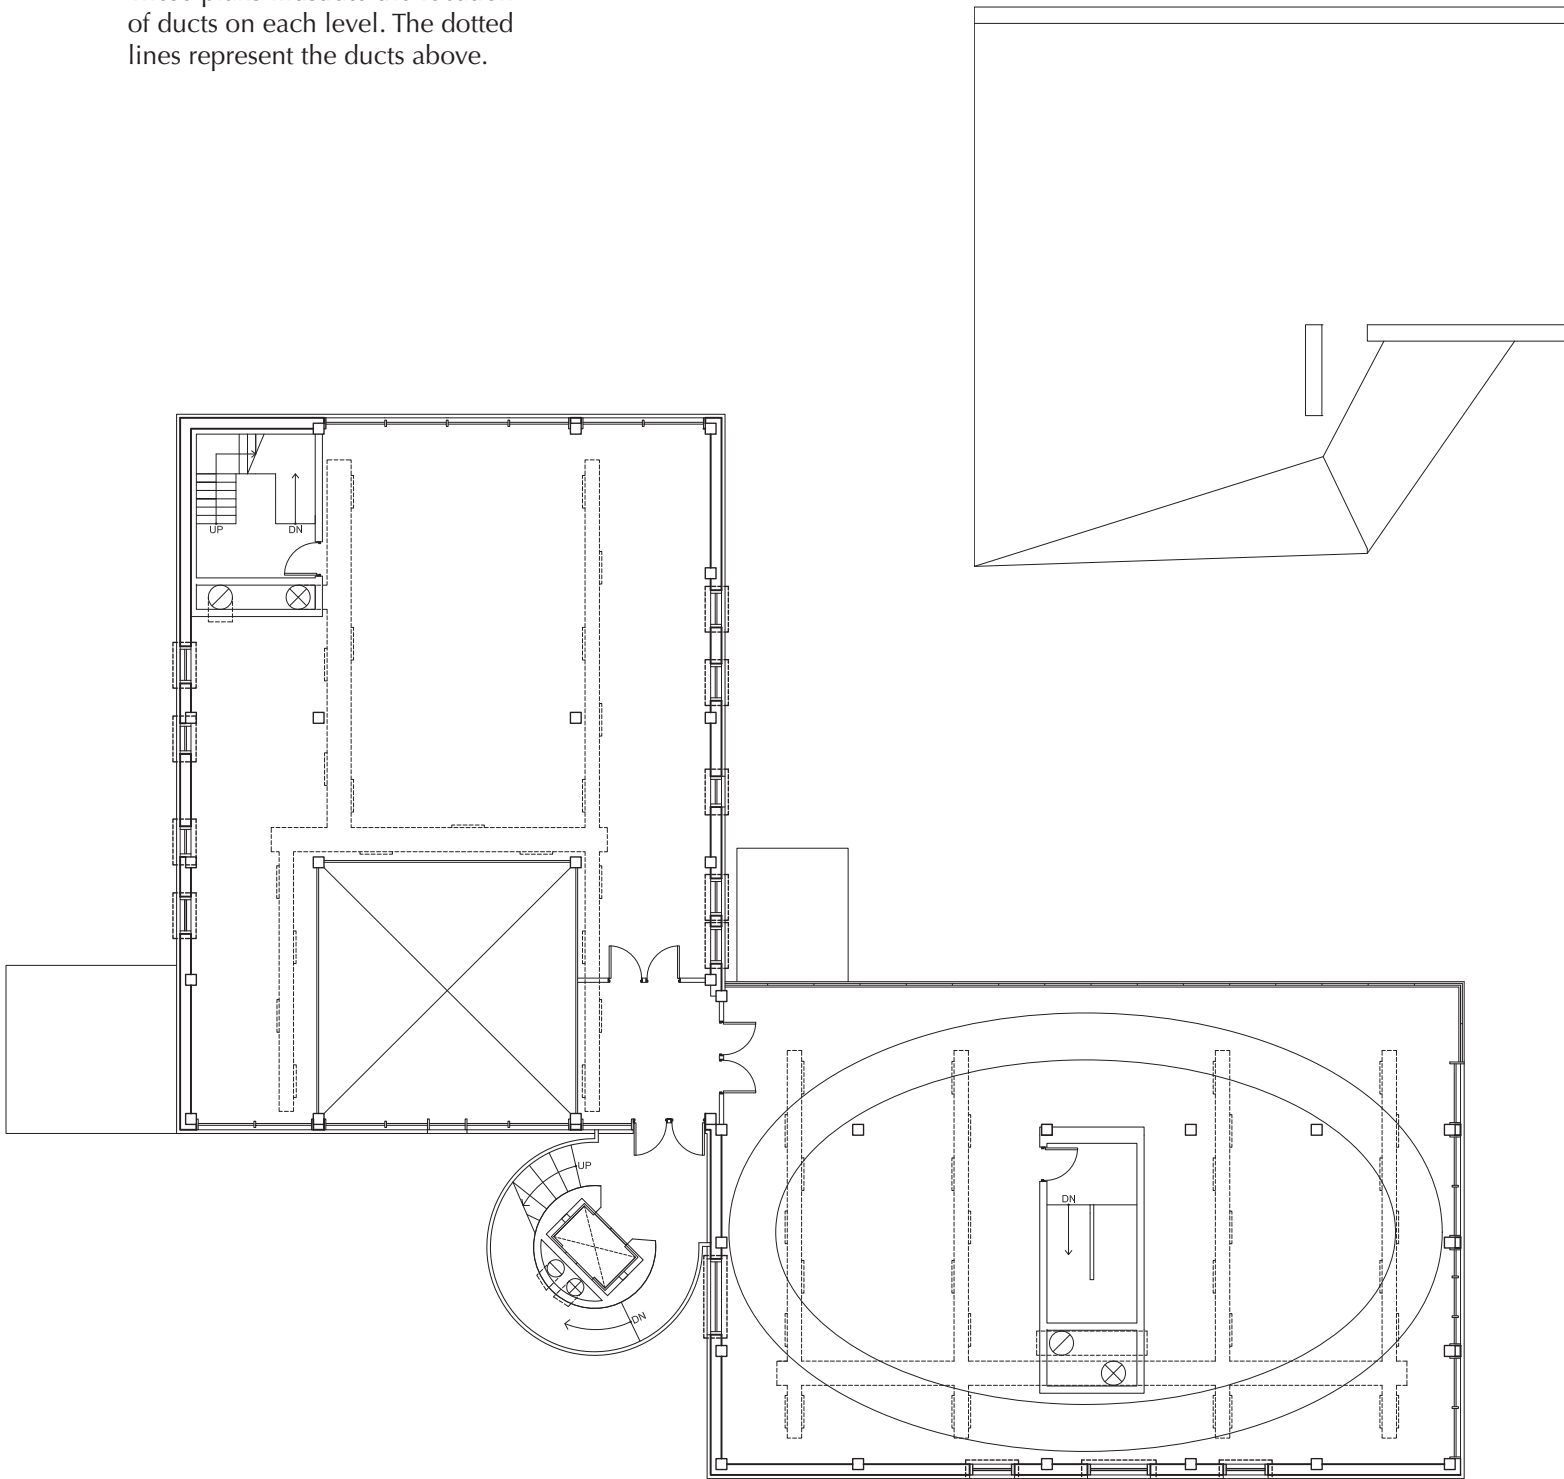 of ducts on each level. The dotted
lines represent the ducts above.
UP
DN
UP
DN
DN